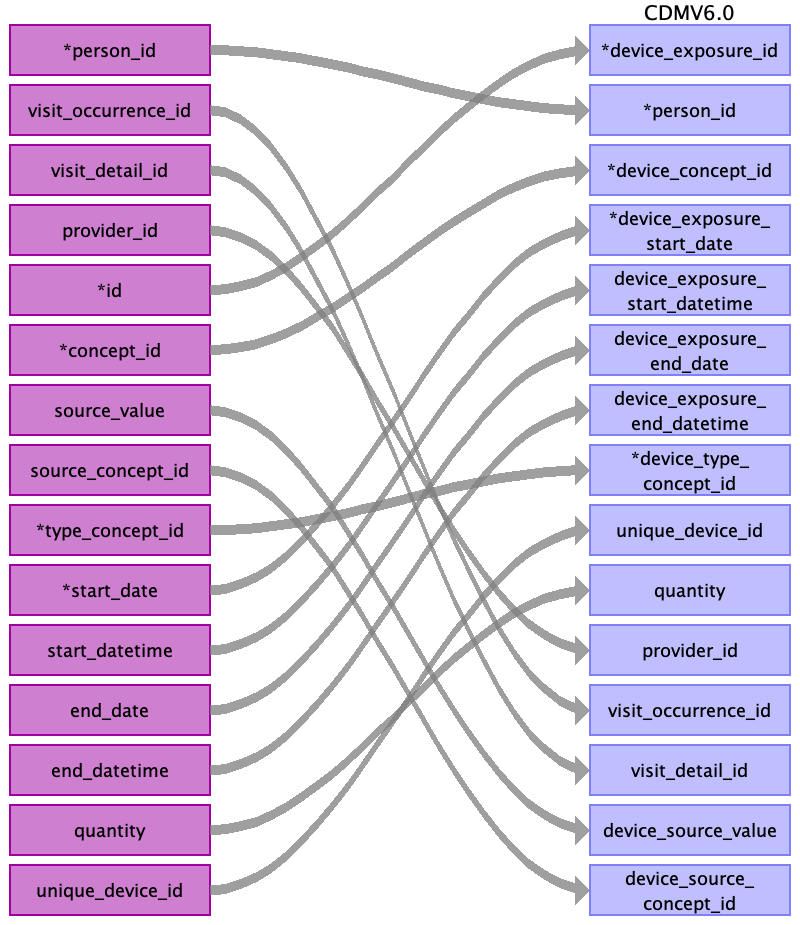 CDMV6.0
*person_id
visit_occurrence_id
visit_detail_id
provider_id
*id
*concept_id
source_value
source_concept_id
*type_concept_id
*start_date
start_datetime
end_date
end_datetime
quantity
unique_device_id
*device_exposure_id
*person_id
*device_concept_id
*device_exposure_
start_date
device_exposure_
start_datetime
device_exposure_
end_date
device_exposure_
end_datetime
*device_type_
concept_id
unique_device_id
quantity
provider_id
visit_occurrence_id
visit_detail_id
device_source_value
device_source_
concept_id